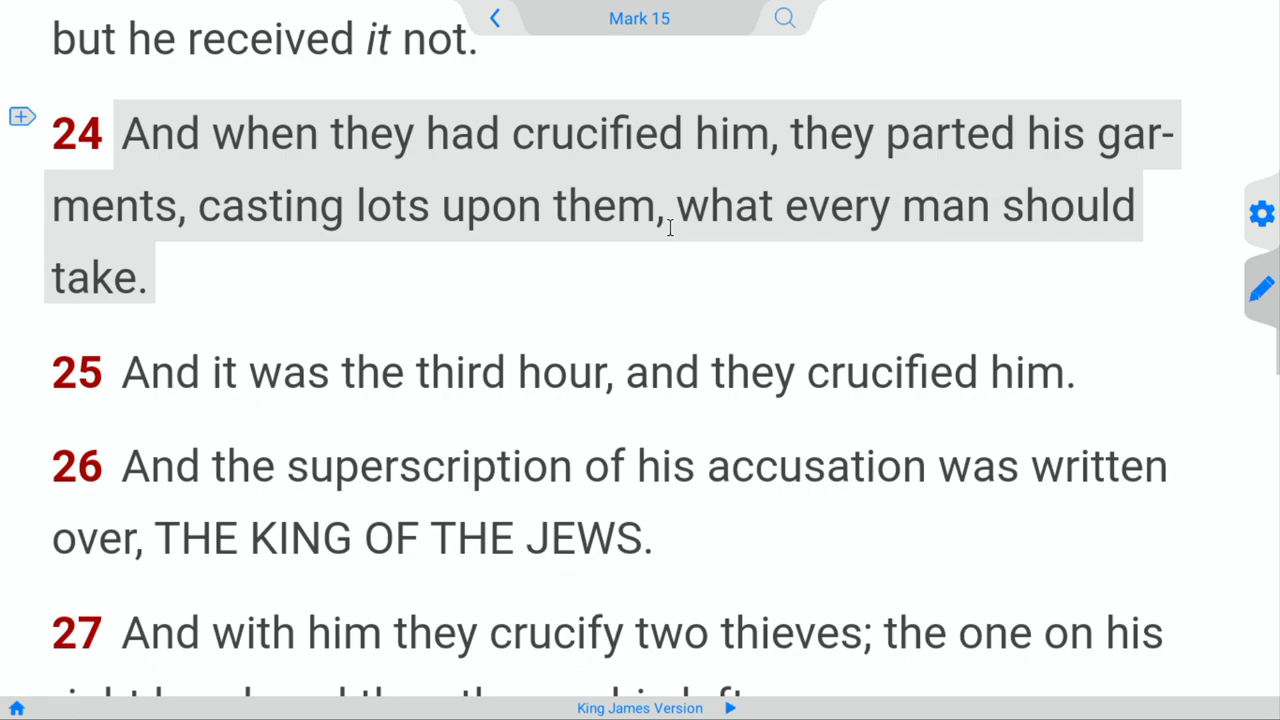 Mark 15
but he received it not.
24 And when they had crucified him, they parted his gar-
ments, casting lots upon them, what every man should
take.
25 And it was the third hour, and they crucified him.
26 And the superscription of his accusation was written
over, THE KING OF THE JEWS.
27 And with him they crucify two thieves; the one on his
King James Version